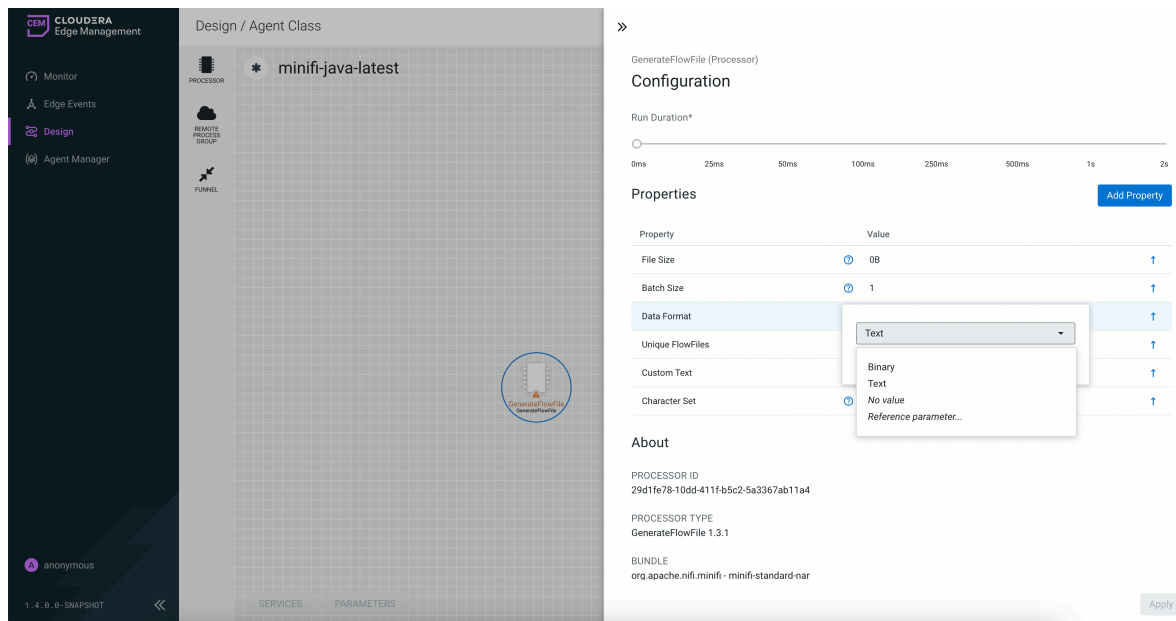 CEM CLOUDERA
Edge Management
Monitor
Edge Events
Design
Agent Manager
A anonymous
1.4.0.0-SNAPSHOT
Design / Agent Class
PROCESSOR
REMOTE
PROCESS
GROUP
FUNNEL
* minifi-java-latest
GenerateFlowFile
GenerateFlowFile
SERVICES PARAMETERS
GenerateFlowFile (Processor)
Configuration
Run Duration*
0ms 25ms 50ms 100ms 250ms 500ms 1s 2s
Properties Add Property
Property Value
File Size 0B
Batch Size 1
Data Format
Unique FlowFiles
Custom Text
Character Set
Text
Binary
Text
No value
Reference parameter...
About
PROCESSOR ID
29d1fe78-10dd-411f-b5c2-5a3367ab11a4
PROCESSOR TYPE
GenerateFlowFile 1.3.1
BUNDLE
org.apache.nifi.minifi - minifi-standard-nar
Apply